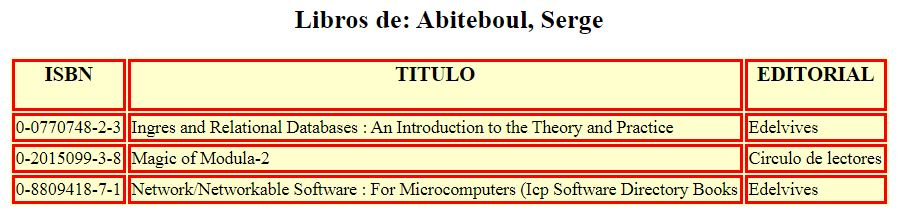 Libros de: Abiteboul, Serge
ISBN TITULO EDITORIAL
0-0770748-2-3 Ingres and Relational Databases : An Introduction to the Theory and Practice Edelvives
0-2015099-3-8 Magic of Modula-2 Circulo de lectores
0-8809418-7-1 Network/Networkable Software : For Microcomputers (Icp Software Directory Books Edelvives